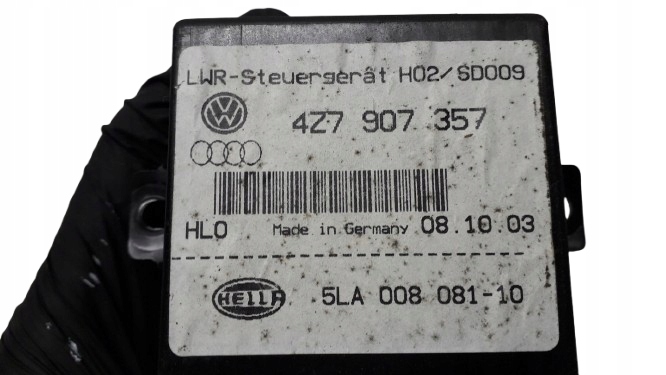 LWR-Steuergerät H02/SD009
4Z7 907 357
HLO Made in Germany 08.10.03
HELLA 5LA 008 081-10